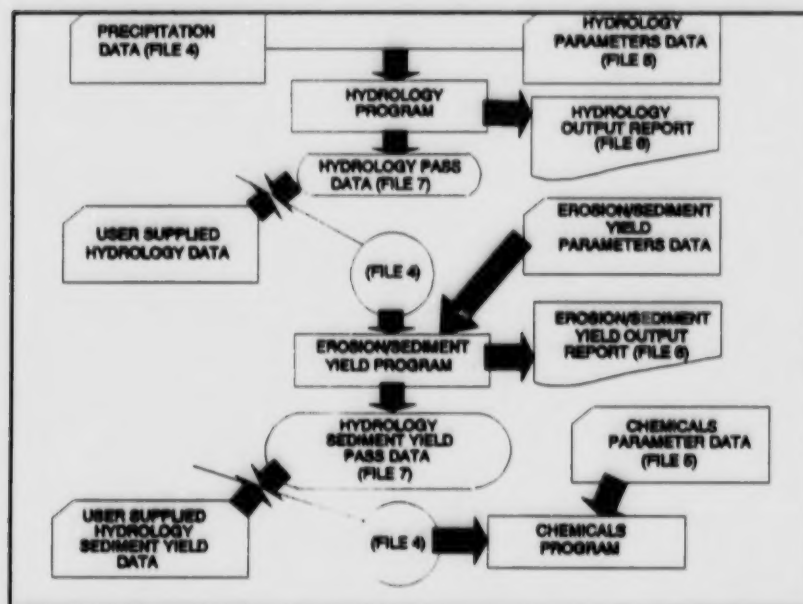 PRECIPITATION
DATA (FILE 4)
HYDROLOGY
PARAMETERS DATA
(FILE 5)
HYDROLOGY
PROGRAM
HYDROLOGY
OUTPUT REPORT
(FILE 6)
HYDROLOGY PASS
DATA (FILE 7)
USER SUPPLIED
HYDROLOGY DATA
EROSION/SEDIMENT
YIELD
PARAMETERS DATA
(FILE 4)
EROSION/SEDIMENT
YIELD PROGRAM
EROSION/SEDIMENT
YIELD OUTPUT
REPORT (FILE 6)
HYDROLOGY
SEDIMENT YIELD
PASS DATA
(FILE 7)
CHEMICALS
PARAMETER DATA
(FILE 5)
USER SUPPLIED
HYDROLOGY
SEDIMENT YIELD
DATA
(FILE 4)
CHEMICALS
PROGRAM